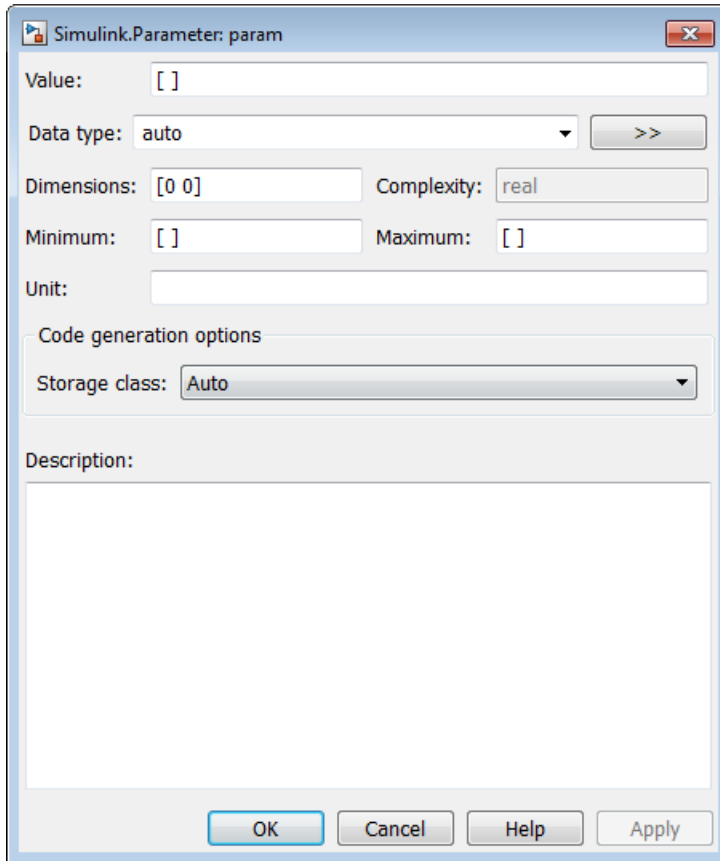 Simulink.Parameter: param
Value: [ ]
Data type: auto >>
Dimensions: [0 0] Complexity: real
Minimum: [ ] Maximum: [ ]
Unit:
Code generation options
Storage class: Auto
Description:
OK Cancel Help Apply